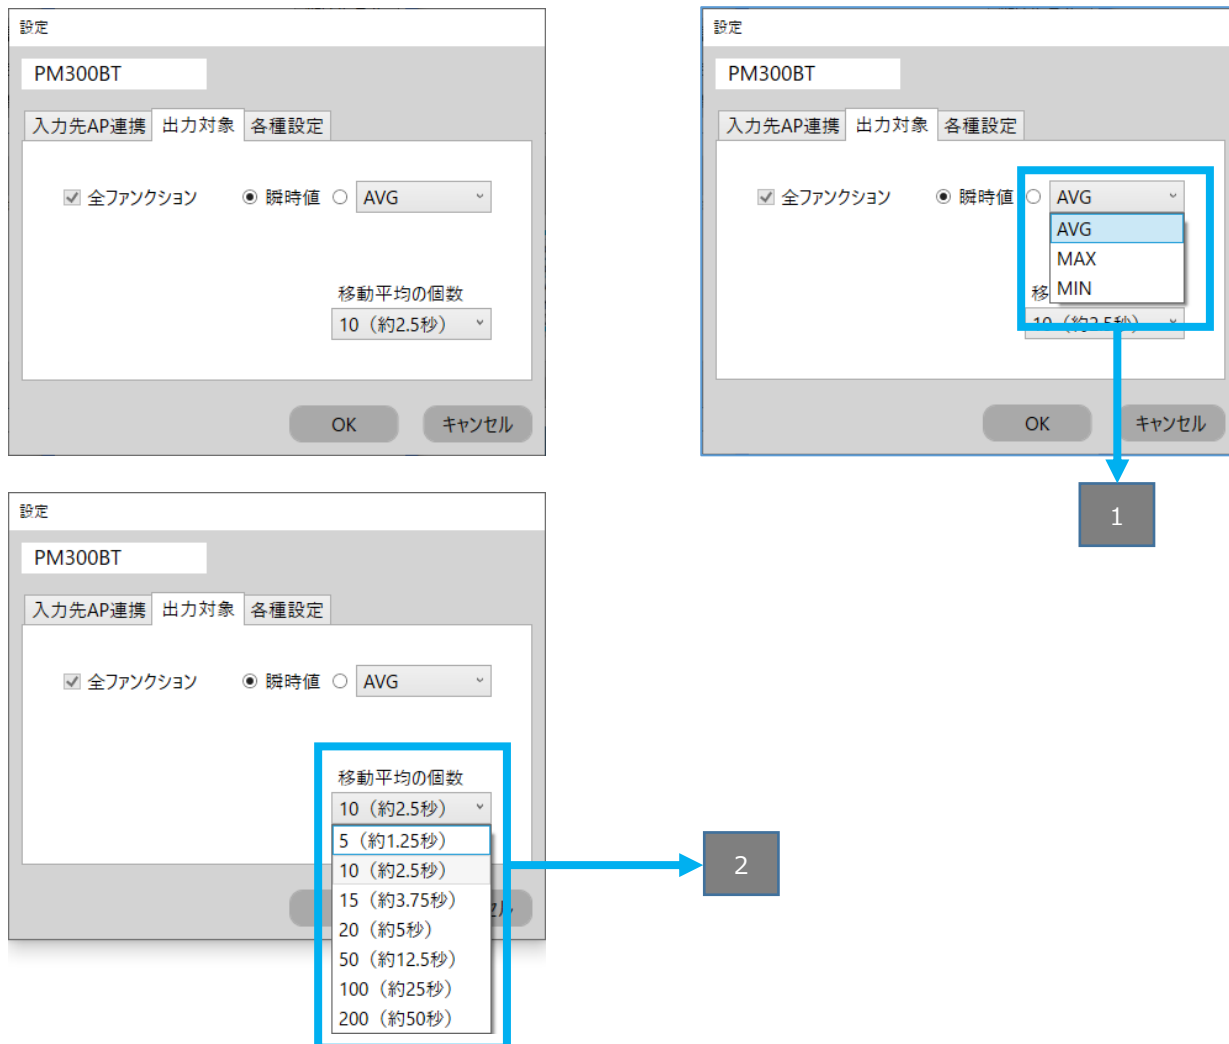 設定
PM300BT
入力先AP連携 出力対象 各種設定
全ファンクション 瞬時値 AVG
移動平均の個数
10（約2.5秒）
OK キャンセル
設定
PM300BT
入力先AP連携 出力対象 各種設定
全ファンクション 瞬時値 AVG
AVG
MAX
移 MIN
10（約2.5秒）
OK キャンセル
1
設定
PM300BT
入力先AP連携 出力対象 各種設定
全ファンクション 瞬時値 AVG
移動平均の個数
10（約2.5秒）
5（約1.25秒）
10（約2.5秒）
15（約3.75秒）
20（約5秒）
50（約12.5秒）
100（約25秒）
200（約50秒）
2